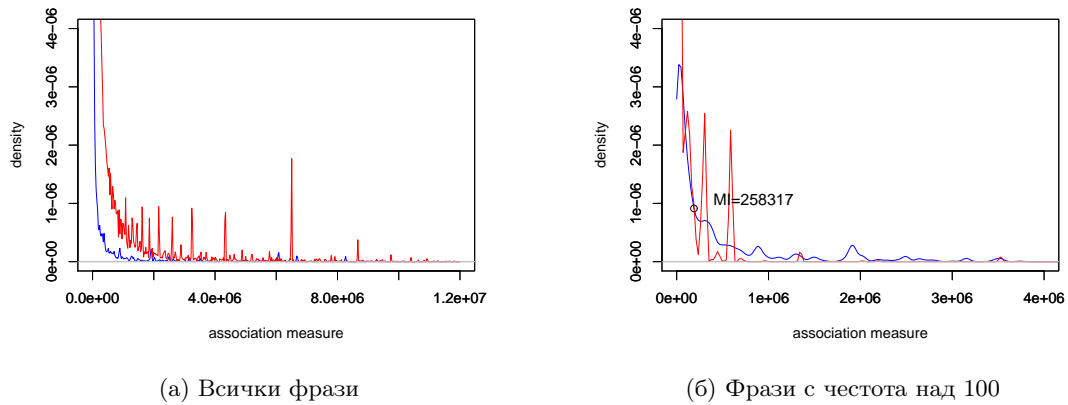 4e−06
3e−06
2e−06
1e−06
0e+00
density
0.0e+00
4.0e+06
8.0e+06
1.2e+07
association measure
(а) Всички фрази
4e−06
3e−06
2e−06
1e−06
0e+00
density
MI=258317
0e+00
1e+06
2e+06
3e+06
4e+06
association measure
(б) Фрази с честота над 100